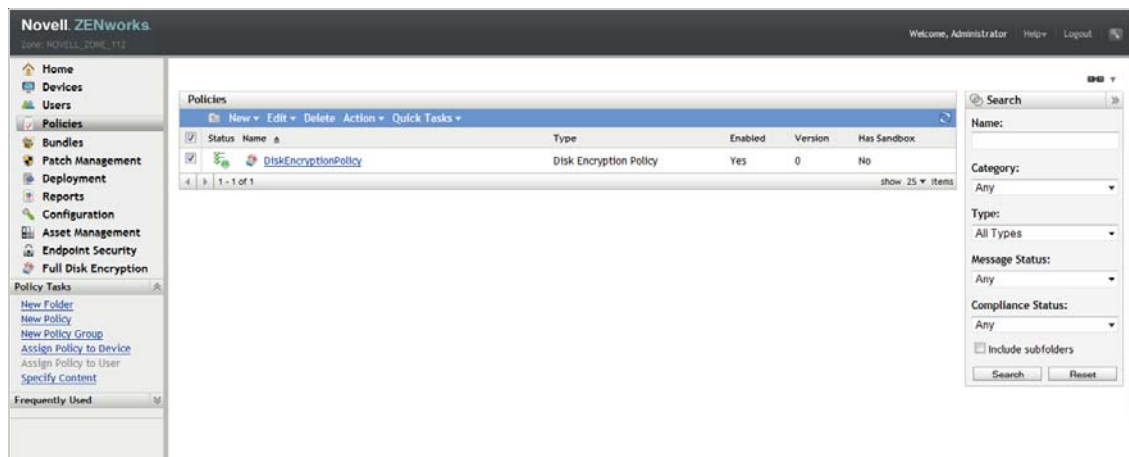 Novell ZENworks.
Zone: NOVELL_ZONE_112
Welcome, Administrator Help Logout
Home
Devices
Users
Policies
Bundles
Patch Management
Deployment
Reports
Configuration
Asset Management
Endpoint Security
Full Disk Encryption
Policy Tasks
New Folder
New Policy
New Policy Group
Assign Policy to Device
Assign Policy to User
Specify Content
Frequently Used
Policies
New Edit Delete Action Quick Tasks
Status Name Type Enabled Version Has Sandbox
DiskEncryptionPolicy Disk Encryption Policy Yes 0 No
1 - 1 of 1 show 25 items
Search
Name:
Category:
Any
Type:
All Types
Message Status:
Any
Compliance Status:
Any
Include subfolders
Search Reset